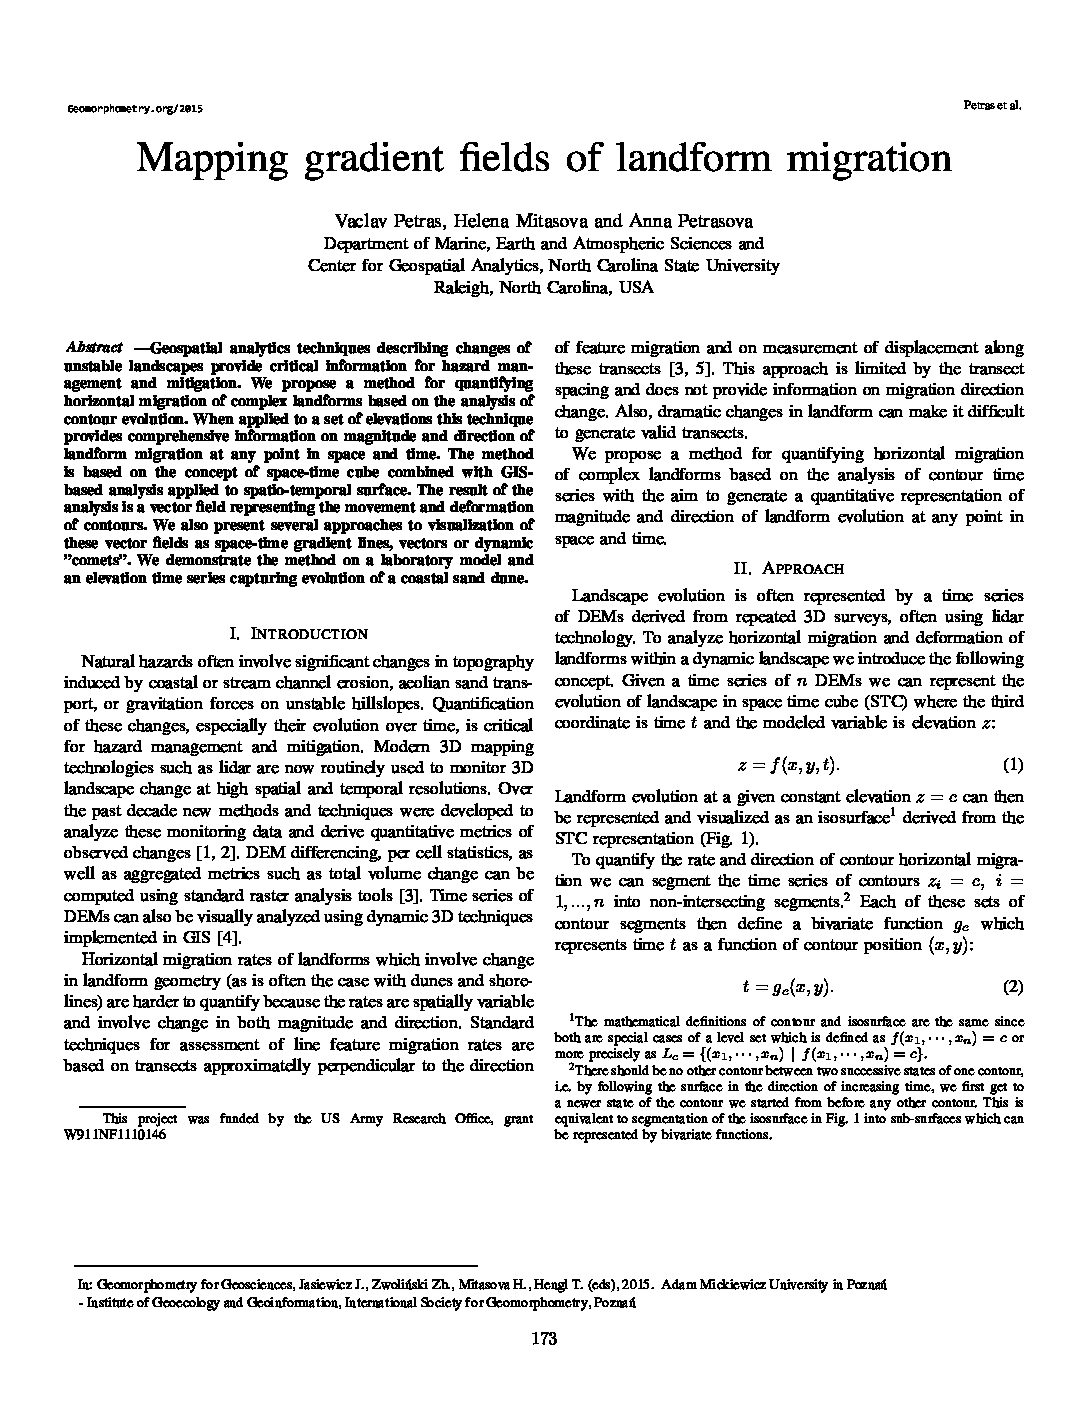 Geomorphometry.org/2015
Petras et al.
Mapping gradient fields of landform migration
Vaclav Petras, Helena Mitasova and Anna Petrasova
Department of Marine, Earth and Atmospheric Sciences and
Center for Geospatial Analytics, North Carolina State University
Raleigh, North Carolina, USA
Abstract —Geospatial analytics techniques describing changes of
unstable landscapes provide critical information for hazard man-
agement and mitigation. We propose a method for quantifying
horizontal migration of complex landforms based on the analysis of
contour evolution. When applied to a set of elevations this technique
provides comprehensive information on magnitude and direction of
landform migration at any point in space and time. The method
is based on the concept of space-time cube combined with GIS-
based analysis applied to spatio-temporal surface. The result of the
analysis is a vector field representing the movement and deformation
of contours. We also present several approaches to visualization of
these vector fields as space-time gradient lines, vectors or dynamic
”comets”. We demonstrate the method on a laboratory model and
an elevation time series capturing evolution of a coastal sand dune.
I. INTRODUCTION
Natural hazards often involve significant changes in topography
induced by coastal or stream channel erosion, aeolian sand trans-
port, or gravitation forces on unstable hillslopes. Quantification
of these changes, especially their evolution over time, is critical
for hazard management and mitigation. Modern 3D mapping
technologies such as lidar are now routinely used to monitor 3D
landscape change at high spatial and temporal resolutions. Over
the past decade new methods and techniques were developed to
analyze these monitoring data and derive quantitative metrics of
observed changes [1, 2]. DEM differencing, per cell statistics, as
well as aggregated metrics such as total volume change can be
computed using standard raster analysis tools [3]. Time series of
DEMs can also be visually analyzed using dynamic 3D techniques
implemented in GIS [4].
Horizontal migration rates of landforms which involve change
in landform geometry (as is often the case with dunes and shore-
lines) are harder to quantify because the rates are spatially variable
and involve change in both magnitude and direction. Standard
techniques for assessment of line feature migration rates are
based on transects approximatelly perpendicular to the direction
This project was funded by the US Army Research Office, grant
W911NF1110146
of feature migration and on measurement of displacement along
these transects [3, 5]. This approach is limited by the transect
spacing and does not provide information on migration direction
change. Also, dramatic changes in landform can make it difficult
to generate valid transects.
We propose a method for quantifying horizontal migration
of complex landforms based on the analysis of contour time
series with the aim to generate a quantitative representation of
magnitude and direction of landform evolution at any point in
space and time.
II. APPROACH
Landscape evolution is often represented by a time series
of DEMs derived from repeated 3D surveys, often using lidar
technology. To analyze horizontal migration and deformation of
landforms within a dynamic landscape we introduce the following
concept. Given a time series of n DEMs we can represent the
evolution of landscape in space time cube (STC) where the third
coordinate is time t and the modeled variable is elevation z:
z = f(x, y, t). (1)
Landform evolution at a given constant elevation z = c can then
be represented and visualized as an isosurface¹ derived from the
STC representation (Fig. 1).
To quantify the rate and direction of contour horizontal migra-
tion we can segment the time series of contours zᵢ = c, i =
1, ..., n into non-intersecting segments.² Each of these sets of
contour segments then define a bivariate function g_c which
represents time t as a function of contour position (x, y):
t = g_c(x, y). (2)
¹The mathematical definitions of contour and isosurface are the same since
both are special cases of a level set which is defined as f(x₁, · · · , xₙ) = c or
more precisely as L_c = {(x₁, · · · , xₙ) | f(x₁, · · · , xₙ) = c}.
²There should be no other contour between two successive states of one contour,
i.e. by following the surface in the direction of increasing time, we first get to
a newer state of the contour we started from before any other contour. This is
equivalent to segmentation of the isosurface in Fig. 1 into sub-surfaces which can
be represented by bivariate functions.
In: Geomorphometry for Geosciences, Jasiewicz J., Zwoliński Zb., Mitasova H., Hengl T. (eds), 2015. Adam Mickiewicz University in Poznań
- Institute of Geoecology and Geoinformation, International Society for Geomorphometry, Poznań
173